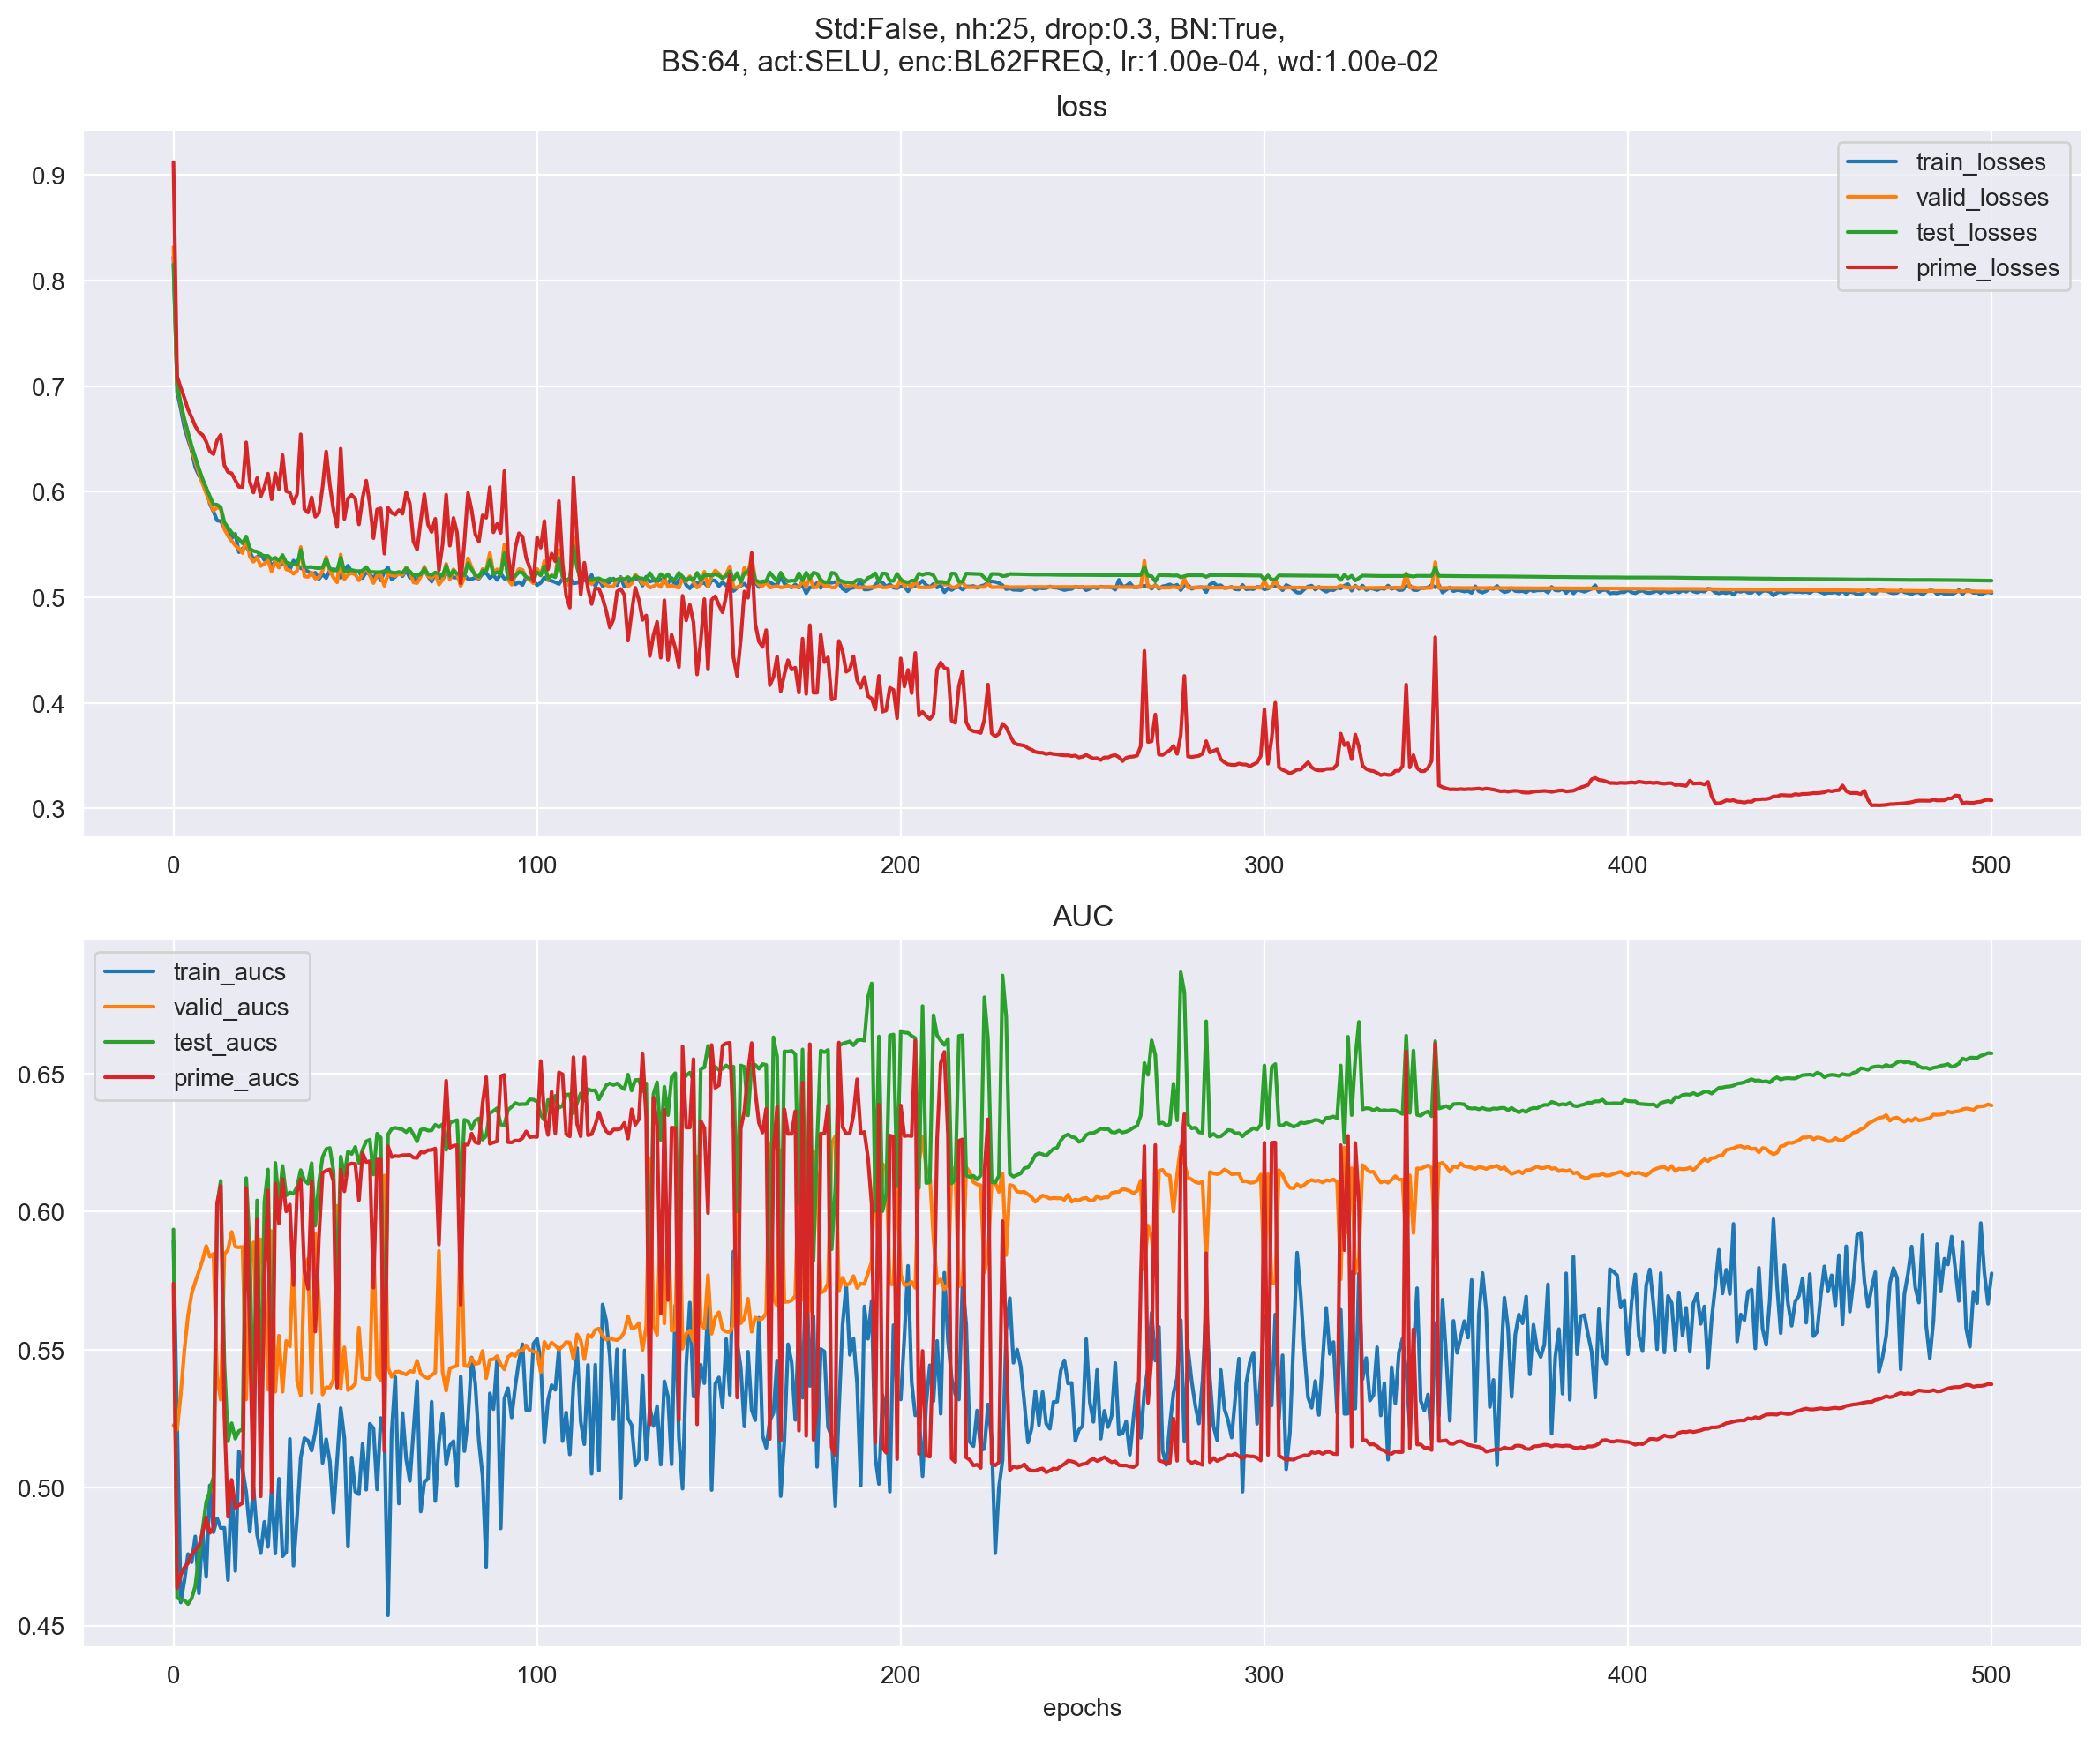 Std:False, nh:25, drop:0.3, BN:True,
BS:64, act:SELU, enc:BL62FREQ, lr:1.00e-04, wd:1.00e-02
loss
train_losses
valid_losses
test_losses
prime_losses
0.9
0.8
0.7
0.6
0.5
0.4
0.3
0 100 200 300 400 500
AUC
train_aucs
valid_aucs
test_aucs
prime_aucs
0.65
0.60
0.55
0.50
0.45
0 100 200 300 400 500
epochs